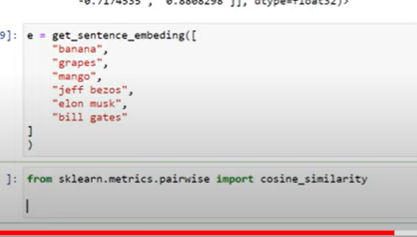 -0.7174535 , 0.8808298 ]], dtype=float32)>
9]: e = get_sentence_embeding([
"banana",
"grapes",
"mango",
"jeff bezos",
"elon musk",
"bill gates"
]
)
]: from sklearn.metrics.pairwise import cosine_similarity